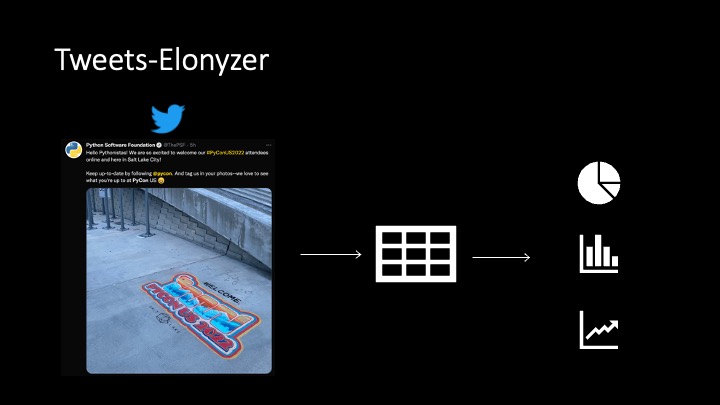 Tweets-Elonyzer
Python Software Foundation @ThePSF · 5h
Hello Pythonistas! We are so excited to welcome our #PyConUS2022 attendees
online and here in Salt Lake City!
Keep up-to-date by following @pycon. And tag us in your photos--we love to see
what you're up to at PyCon US
WELCOME
PYCON US 2022